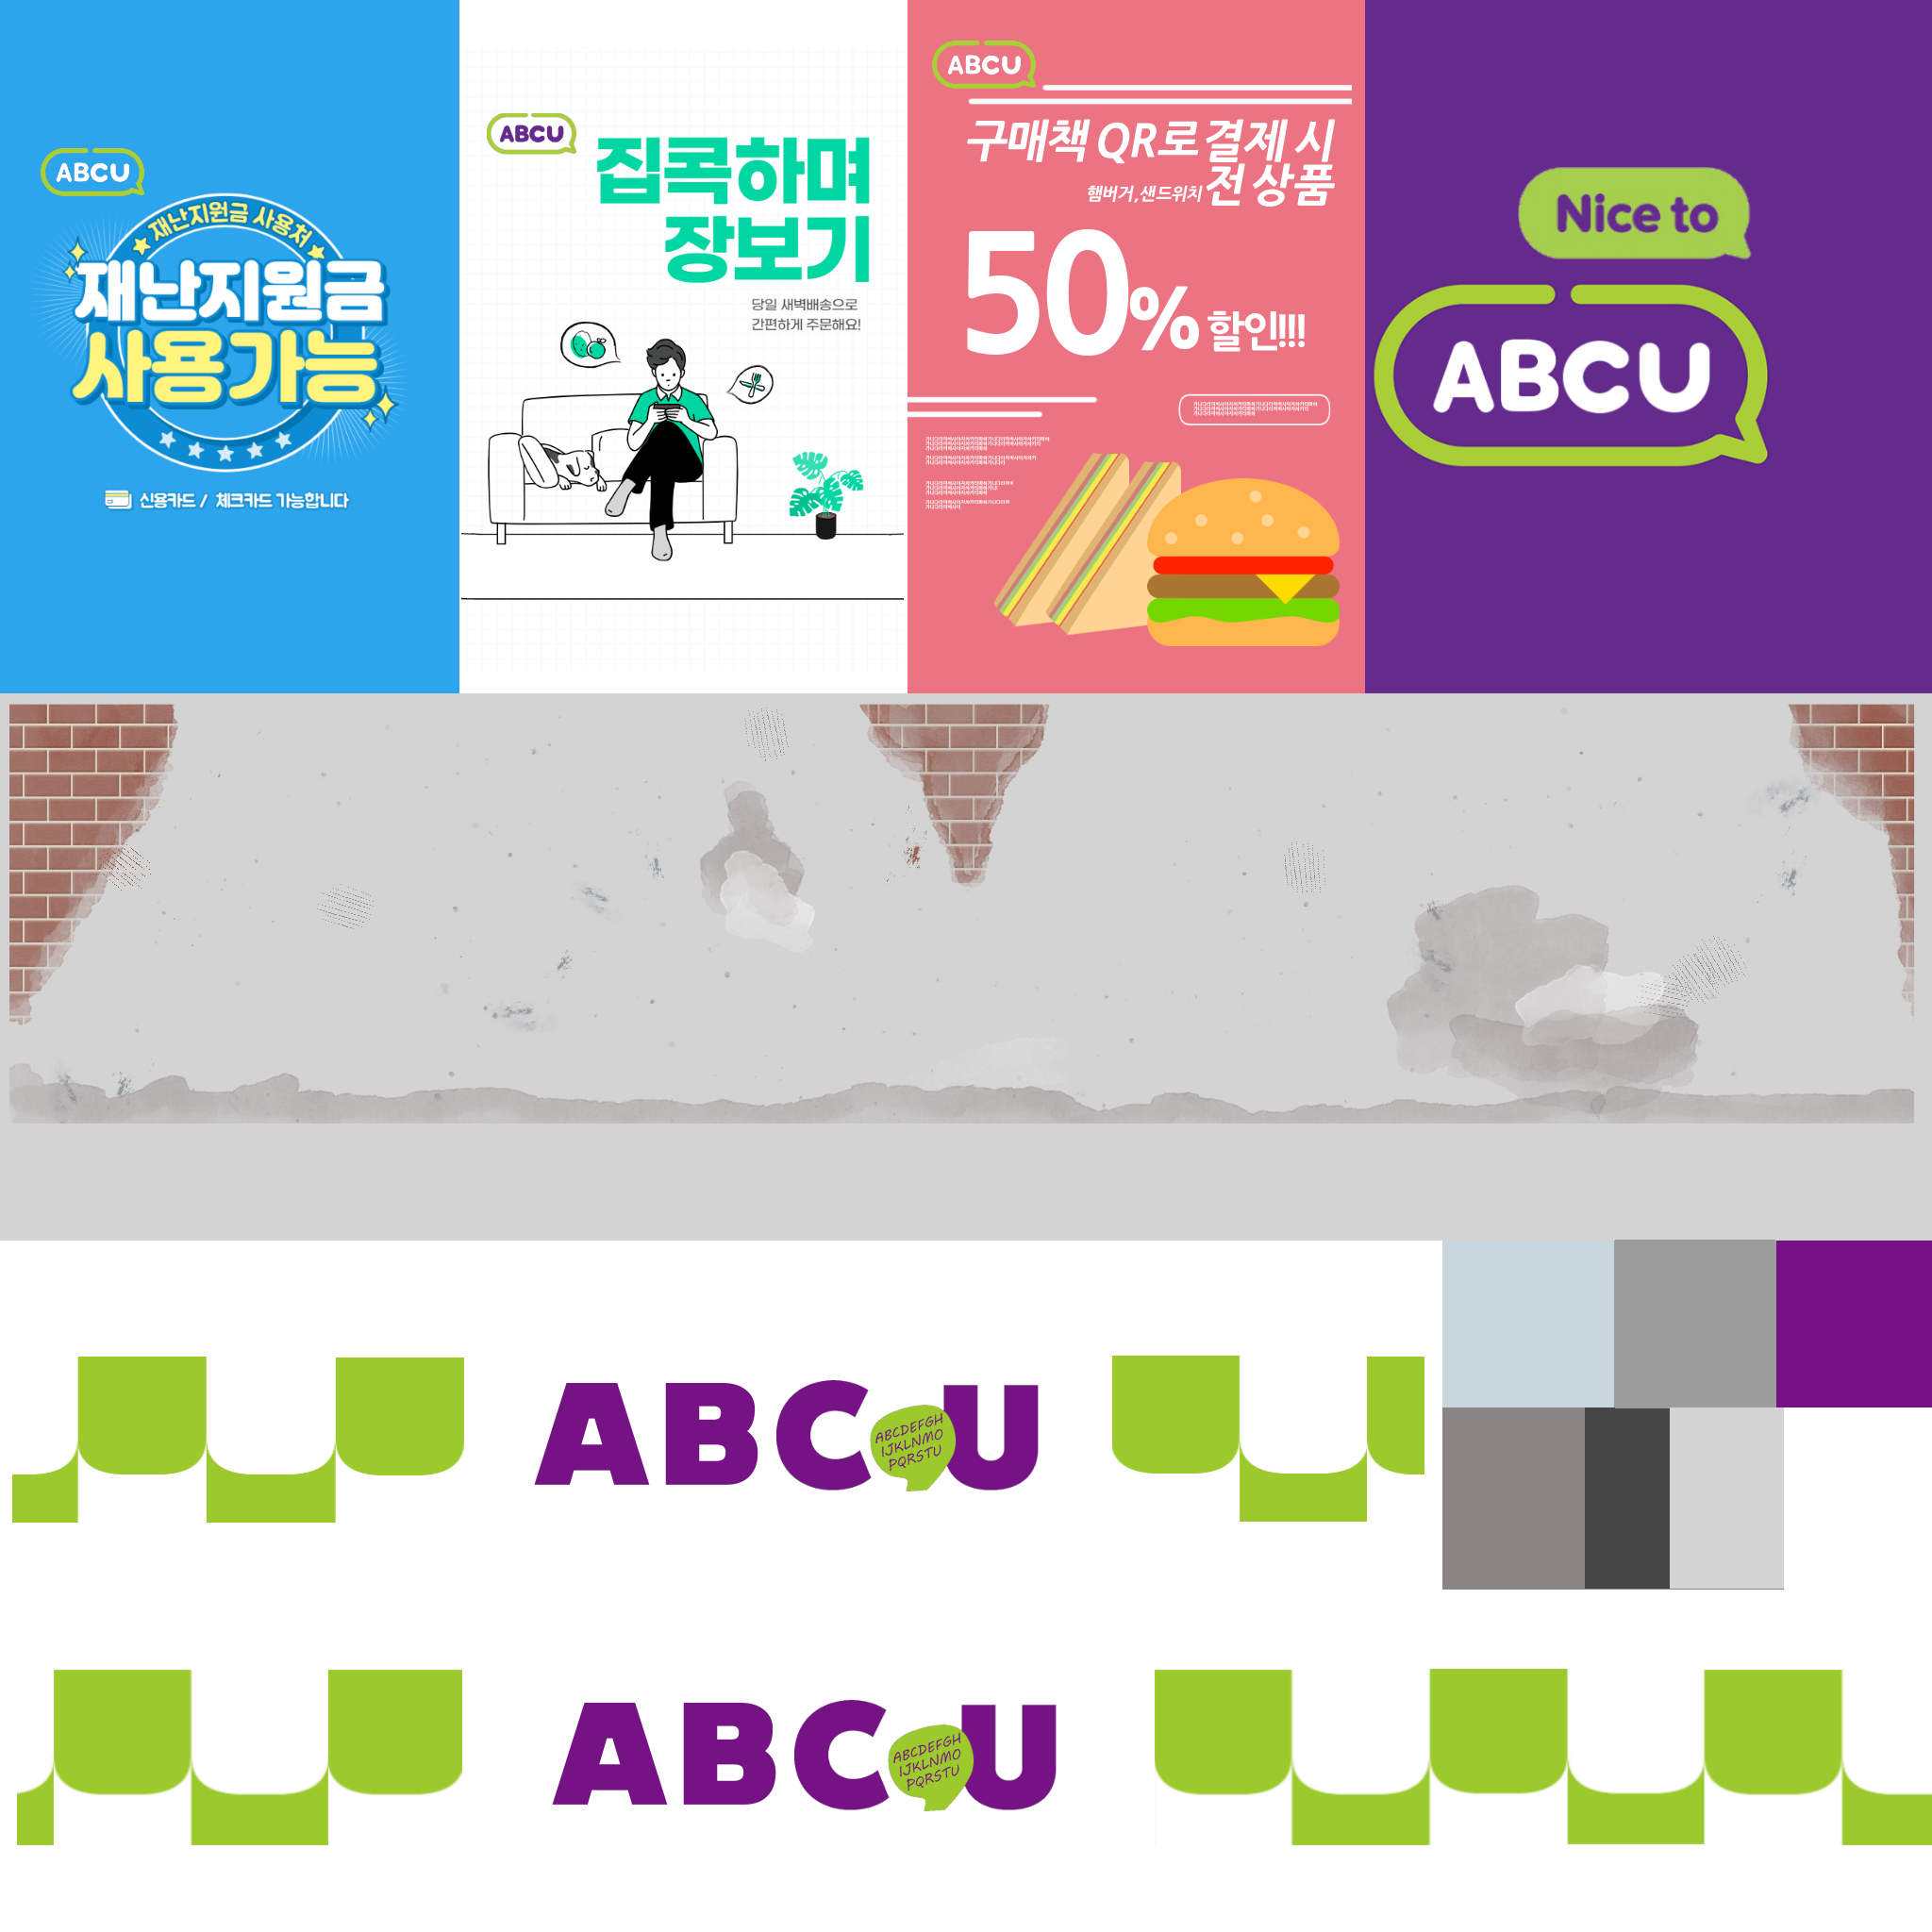 ABCU
재난지원금 사용처
재난지원금
사용가능
신용카드 / 체크카드 가능합니다
ABCU
집콕하며
장보기
당일 새벽배송으로
간편하게 주문해요!
ABCU
구매책 QR로 결제 시
햄버거,샌드위치 전 상품
50% 할인!!!
Nice to
ABCU
ABCU
ABCDEFGH
IJKLNMO
PQRSTU
ABCU
ABCDEFGH
IJKLNMO
PQRSTU